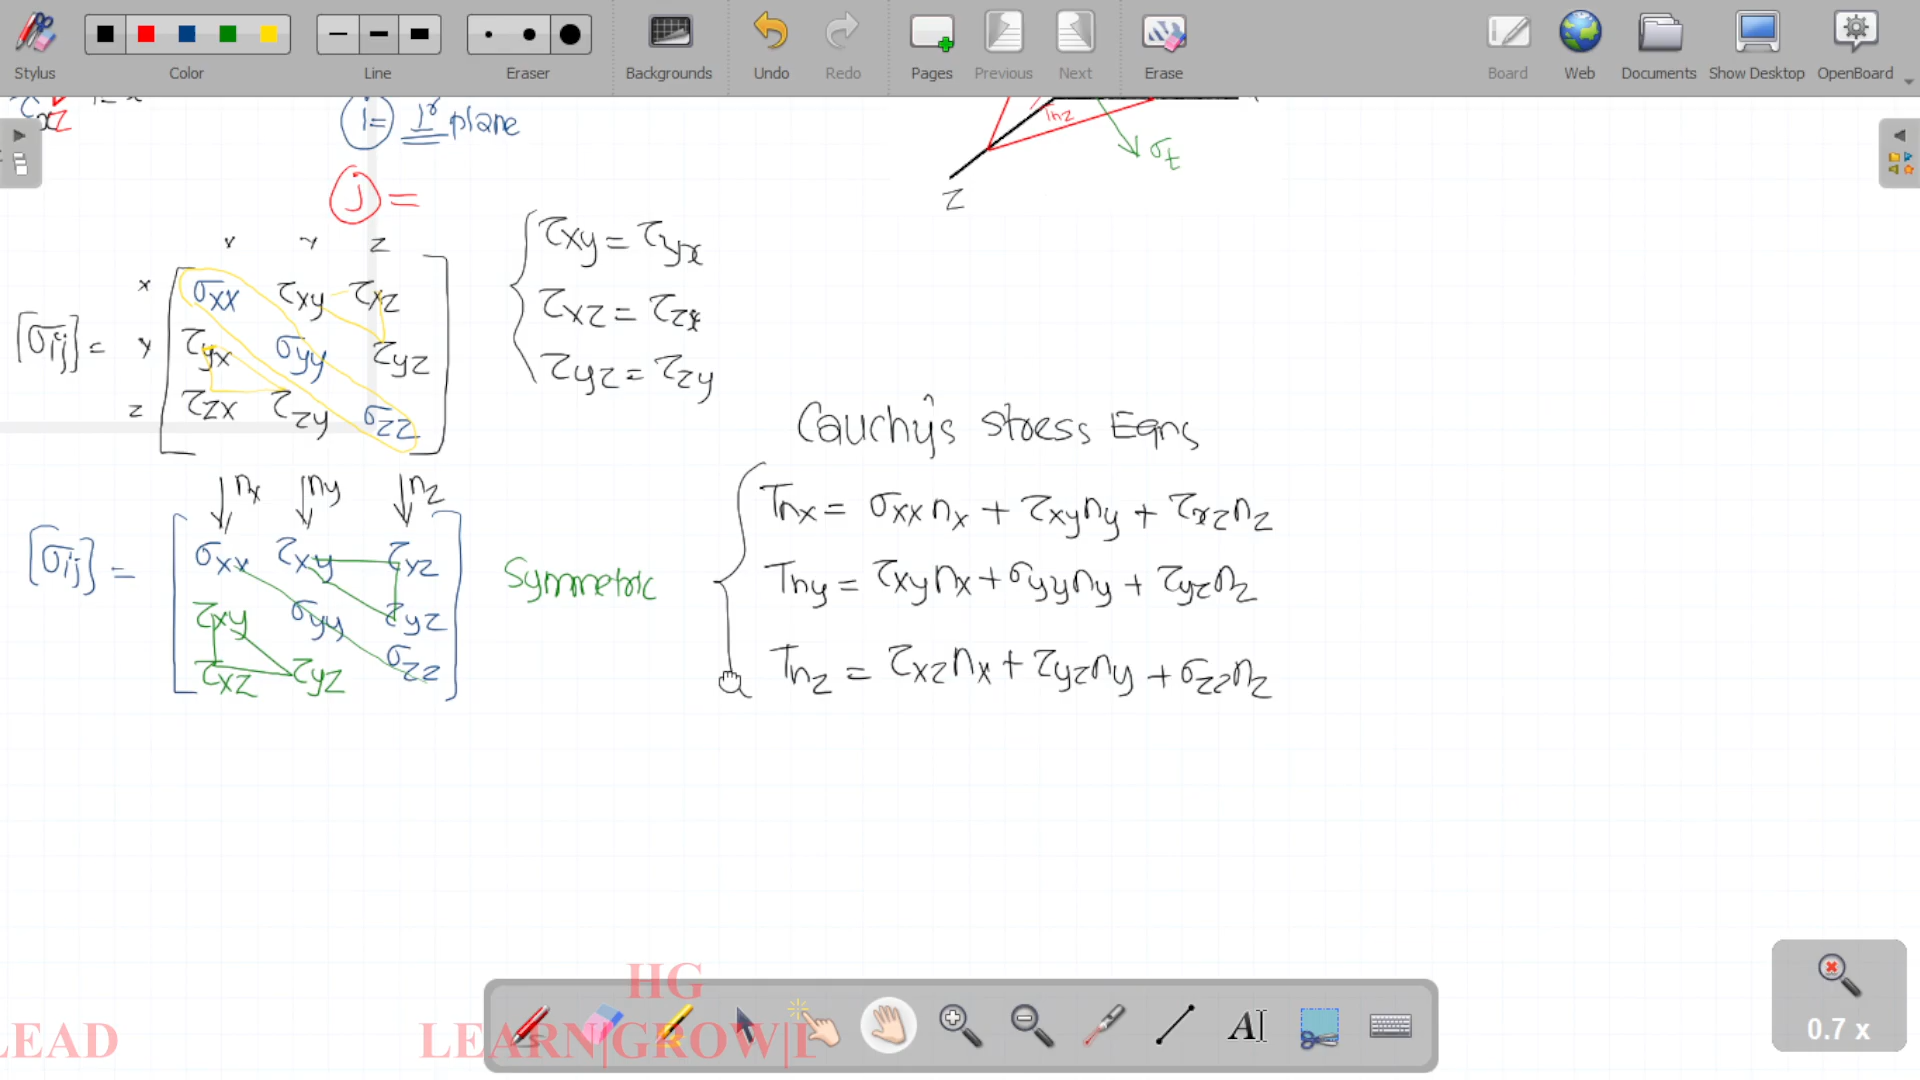 Stylus
Color
Line
Eraser
Backgrounds
Undo
Redo
Pages
Previous
Next
Erase
Board
Web
Documents
Show Desktop
OpenBoard
τxz
i = ⊥r plane
j =
Tnz
σt
Z
x y z
[σij] =
x σxx τxy τxz
y τyx σyy τyz
z τzx τzy σzz
τxy = τyx
τxz = τzx
τyz = τzy
nx ny nz
[σij] =
σxx τxy τxz
τxy σyy τyz
τxz τyz σzz
Symmetric
Cauchy's stress Eqns
Tnx = σxx nx + τxy ny + τxz nz
Tny = τxy nx + σyy ny + τyz nz
Tnz = τxz nx + τyz ny + σzz nz
HG
LEAD
LEARN|GROW|L
0.7 x